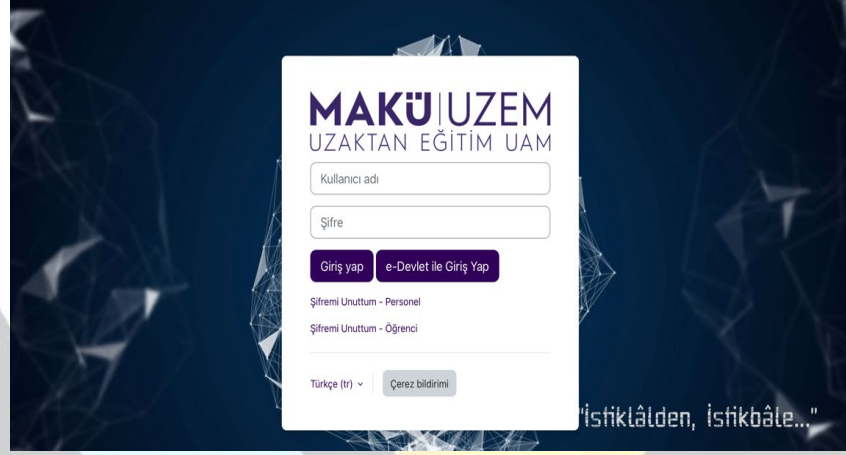 MAKÜ|UZEM
UZAKTAN EĞİTİM UAM
Kullanıcı adı
Şifre
Giriş yap e-Devlet ile Giriş Yap
Şifremi Unuttum - Personel
Şifremi Unuttum - Öğrenci
Türkçe (tr) Çerez bildirimi
"İstiklâlden, İstikbâle..."